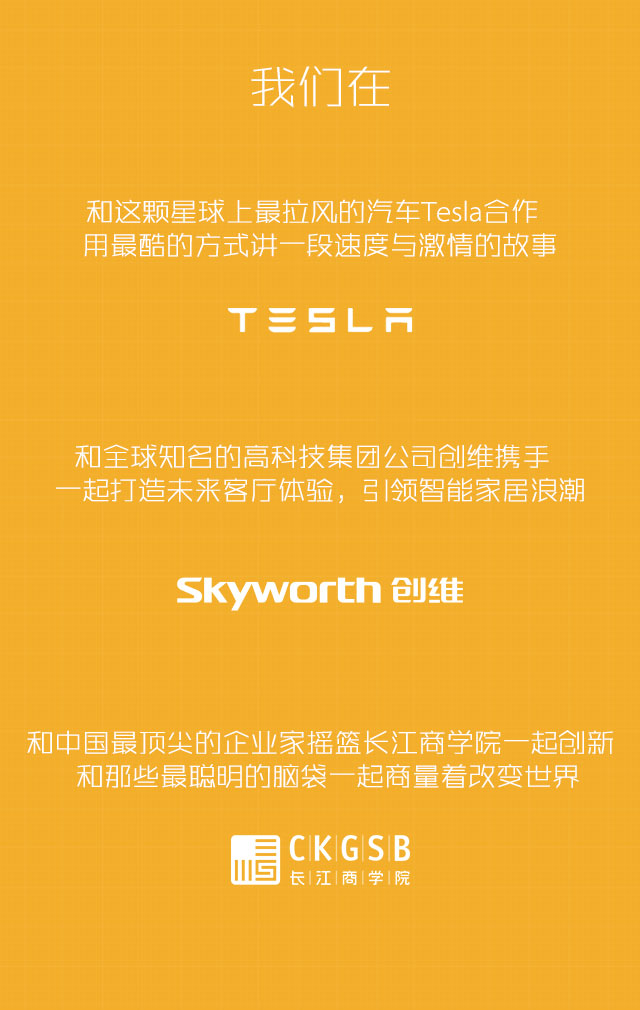 我们在
和这颗星球上最拉风的汽车Tesla合作
用最酷的方式讲一段速度与激情的故事
TESLA
和全球知名的高科技集团公司创维携手
一起打造未来客厅体验，引领智能家居浪潮
Skyworth 创维
和中国最顶尖的企业家摇篮长江商学院一起创新
和那些最聪明的脑袋一起商量着改变世界
CKGSB
长江商学院